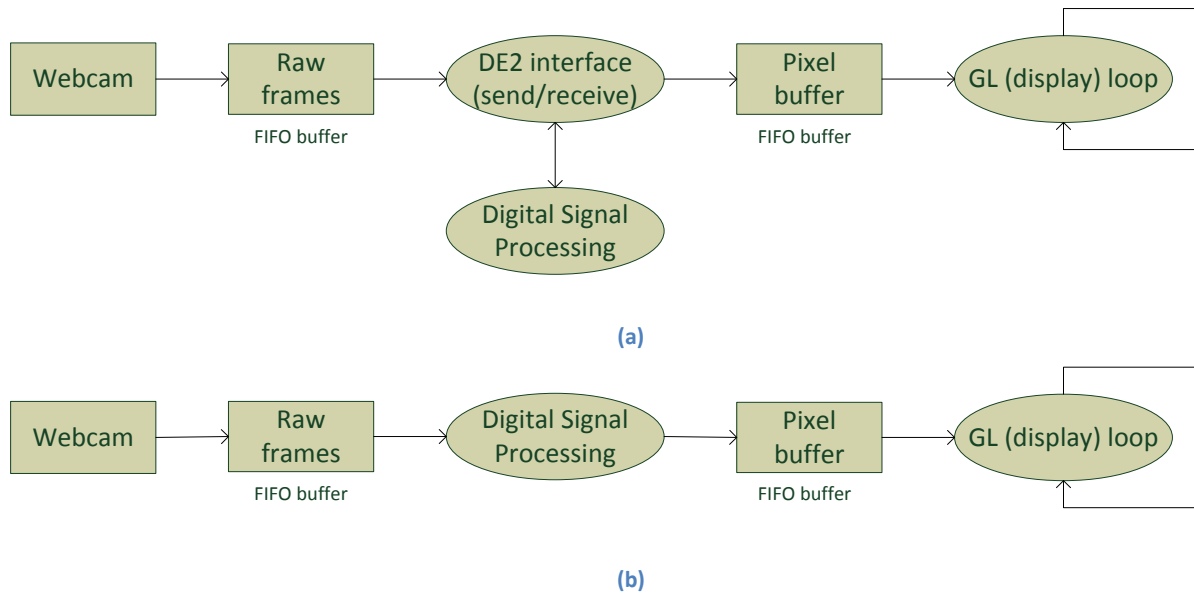 Webcam
Raw
frames
FIFO buffer
DE2 interface
(send/receive)
Digital Signal
Processing
Pixel
buffer
FIFO buffer
GL (display) loop
(a)
Webcam
Raw
frames
FIFO buffer
Digital Signal
Processing
Pixel
buffer
FIFO buffer
GL (display) loop
(b)